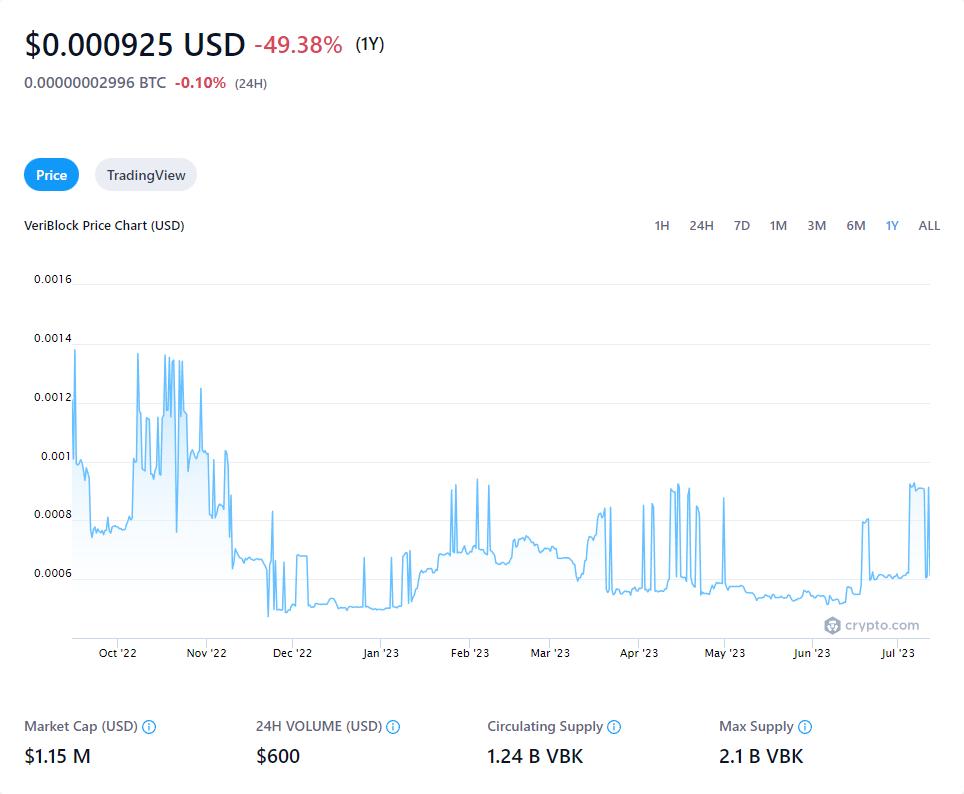 $0.000925 USD -49.38% (1Y)
0.00000002996 BTC -0.10% (24H)
Price TradingView
VeriBlock Price Chart (USD) 1H 24H 7D 1M 3M 6M 1Y ALL
0.0016
0.0014
0.0012
0.001
0.0008
0.0006
crypto.com
Oct '22 Nov '22 Dec '22 Jan '23 Feb '23 Mar '23 Apr '23 May '23 Jun '23 Jul '23
Market Cap (USD) 24H VOLUME (USD) Circulating Supply Max Supply
$1.15 M $600 1.24 B VBK 2.1 B VBK